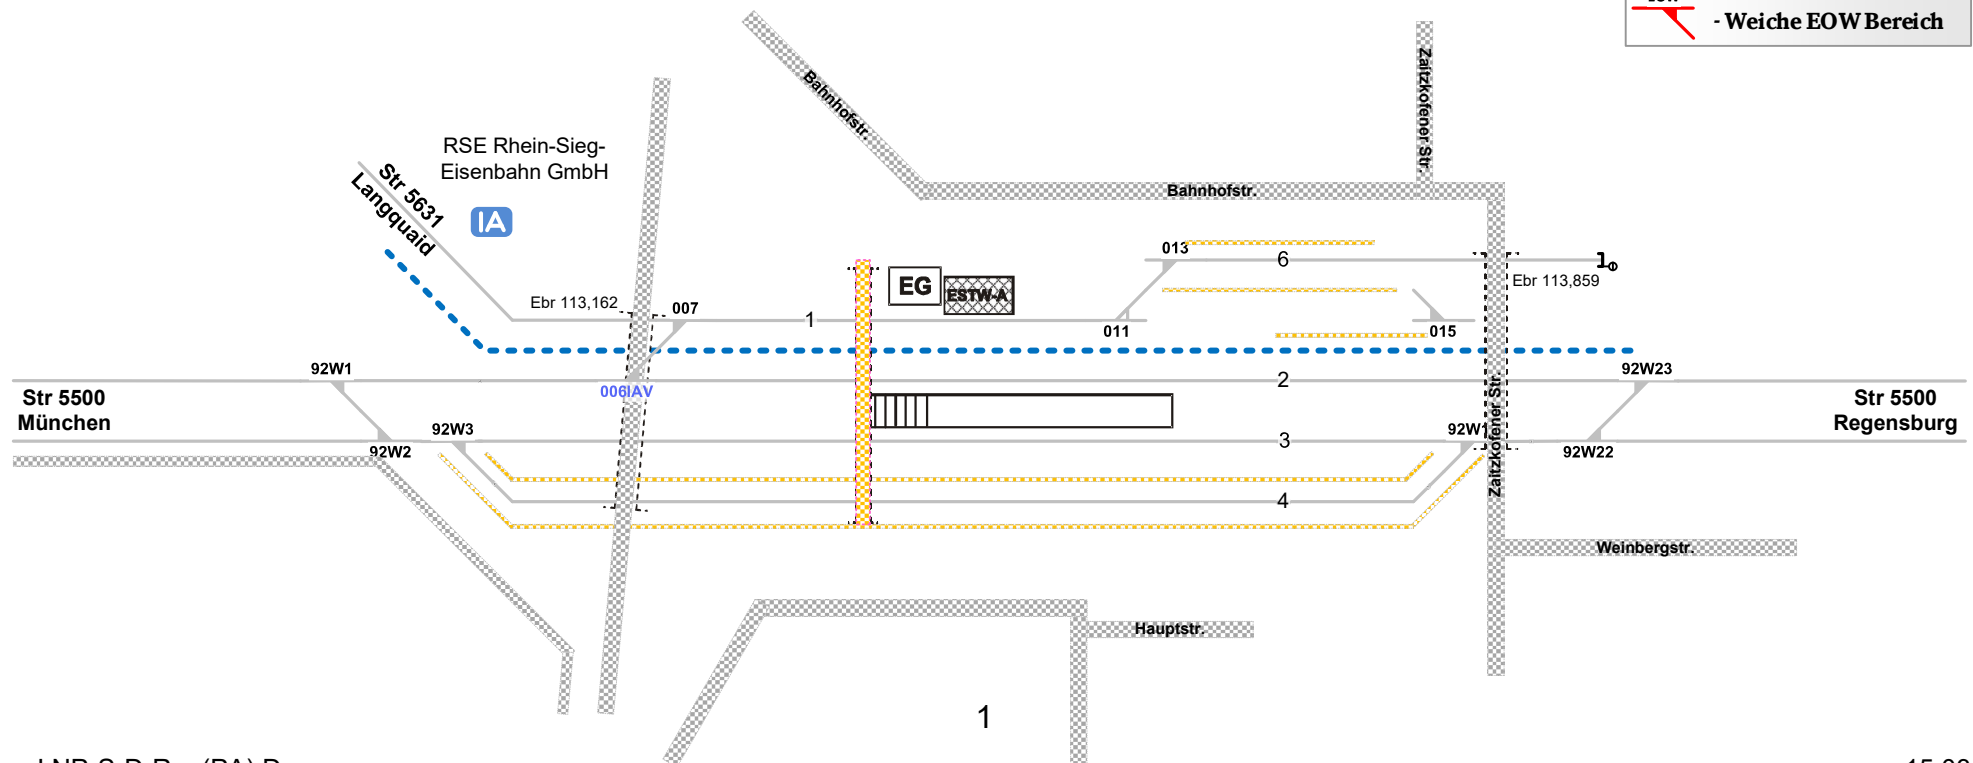 - Weiche EOW Bereich
Bahnhofstr.
Zaitzkofener Str.
RSE Rhein-Sieg-
Eisenbahn GmbH
Str 5631
Langquaid
IA
Bahnhofstr.
013
6
Ebr 113,859
Ebr 113,162
007
1
EG
ESTW-A
011
015
92W1
006IAV
2
92W23
Str 5500
München
Zaitzkofener Str.
Str 5500
Regensburg
92W2
92W3
3
92W1
92W22
4
Weinbergstr.
Hauptstr.
1